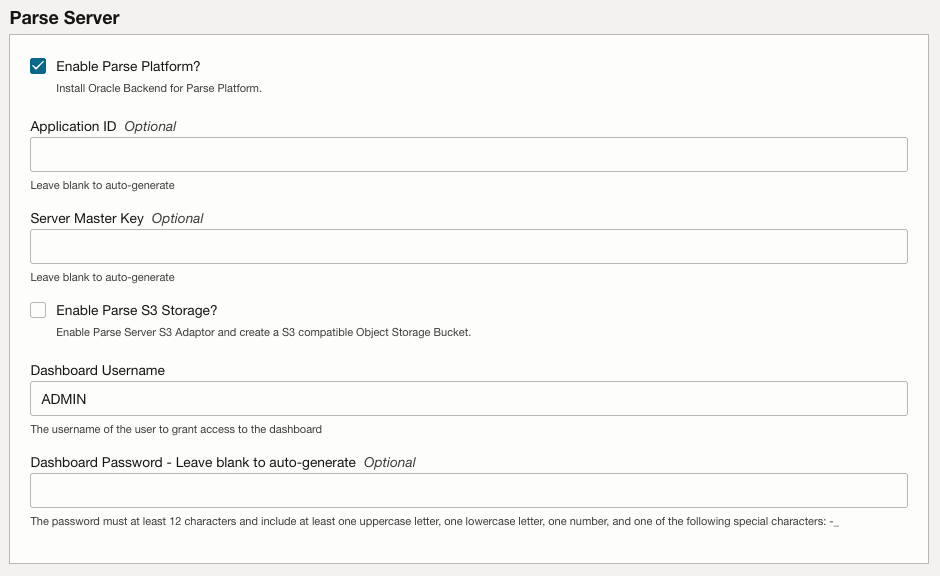 Parse Server
Enable Parse Platform?
Install Oracle Backend for Parse Platform.
Application ID Optional
Leave blank to auto-generate
Server Master Key Optional
Leave blank to auto-generate
Enable Parse S3 Storage?
Enable Parse Server S3 Adaptor and create a S3 compatible Object Storage Bucket.
Dashboard Username
ADMIN
The username of the user to grant access to the dashboard
Dashboard Password - Leave blank to auto-generate Optional
The password must at least 12 characters and include at least one uppercase letter, one lowercase letter, one number, and one of the following special characters: -_